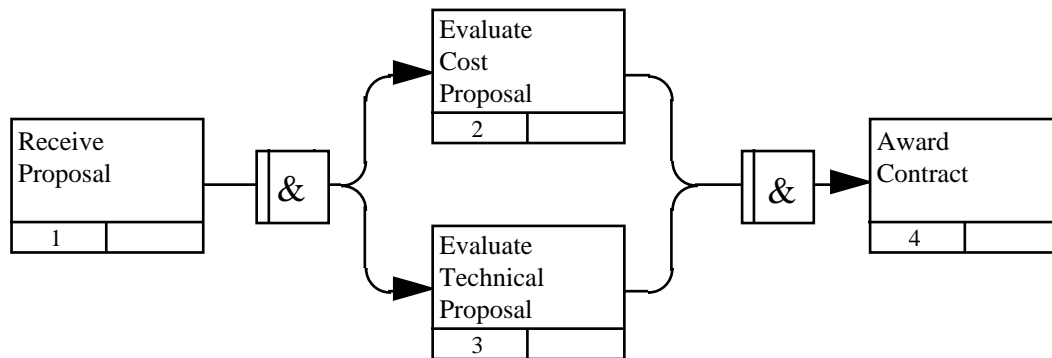 Receive
Proposal
1
&
Evaluate
Cost
Proposal
2
Evaluate
Technical
Proposal
3
&
Award
Contract
4